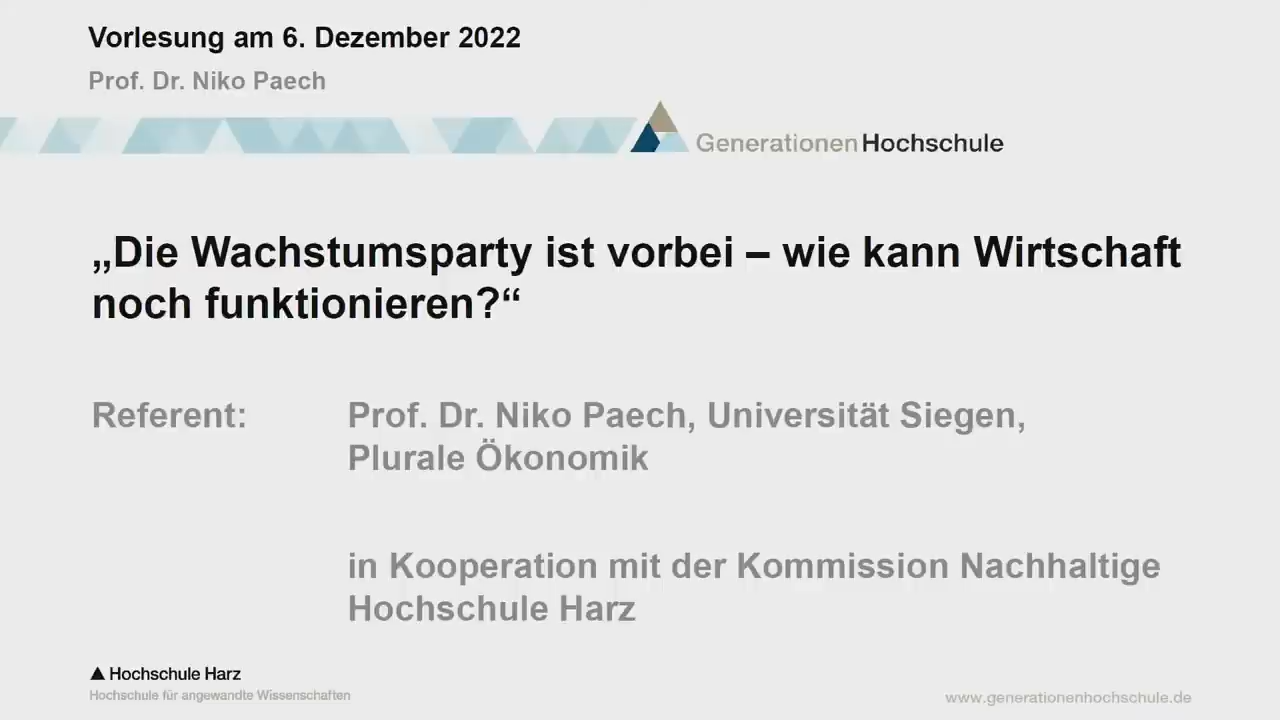 Vorlesung am 6. Dezember 2022
Prof. Dr. Niko Paech
GenerationenHochschule
„Die Wachstumsparty ist vorbei – wie kann Wirtschaft
noch funktionieren?“
Referent: Prof. Dr. Niko Paech, Universität Siegen,
Plurale Ökonomik
in Kooperation mit der Kommission Nachhaltige
Hochschule Harz
Hochschule Harz
Hochschule für angewandte Wissenschaften
www.generationenhochschule.de